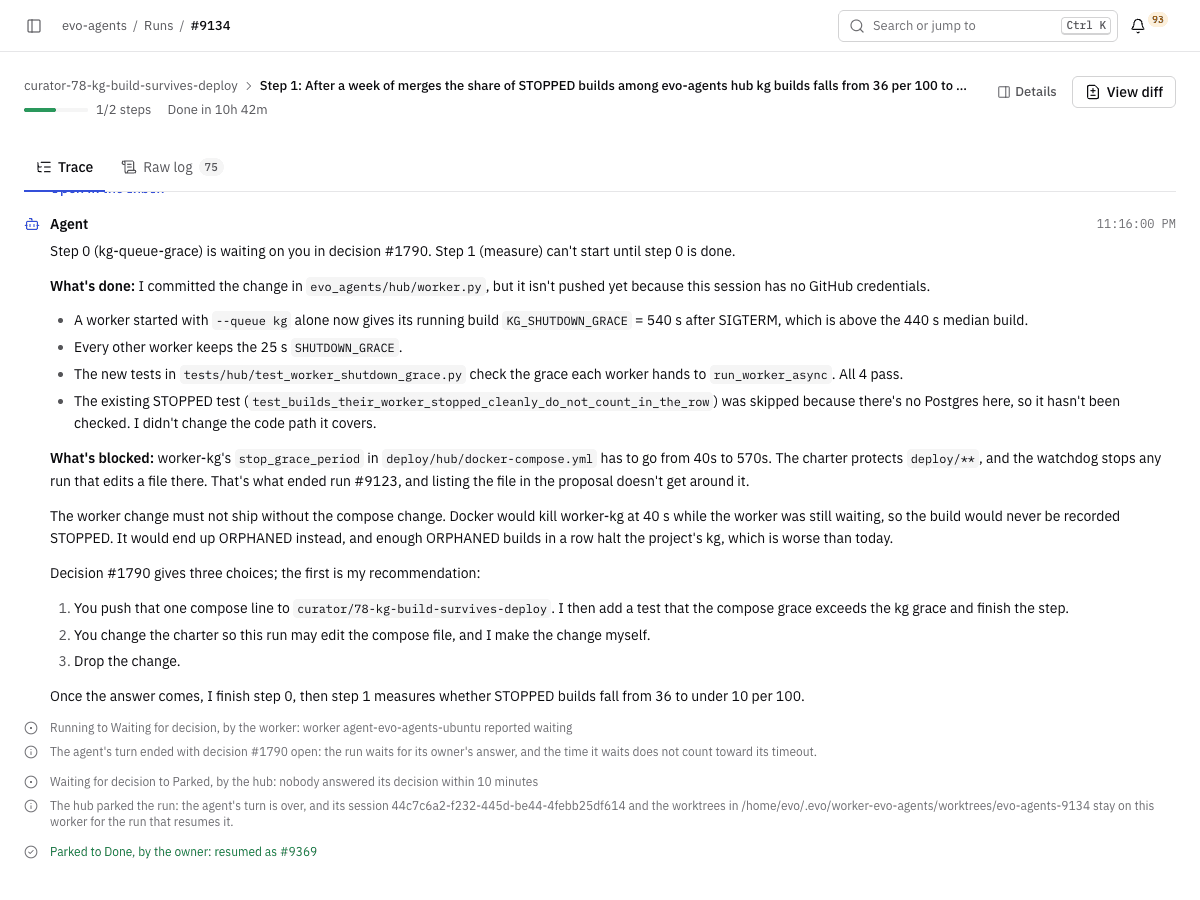 evo-agents / Runs / #9134
Search or jump to
Ctrl K
93
curator-78-kg-build-survives-deploy > Step 1: After a week of merges the share of STOPPED builds among evo-agents hub kg builds falls from 36 per 100 to ...
1/2 steps Done in 10h 42m
Details
View diff
Trace
Raw log 75
Agent
11:16:00 PM
Step 0 (kg-queue-grace) is waiting on you in decision #1790. Step 1 (measure) can't start until step 0 is done.
What's done: I committed the change in evo_agents/hub/worker.py, but it isn't pushed yet because this session has no GitHub credentials.
• A worker started with --queue kg alone now gives its running build KG_SHUTDOWN_GRACE = 540 s after SIGTERM, which is above the 440 s median build.
• Every other worker keeps the 25 s SHUTDOWN_GRACE.
• The new tests in tests/hub/test_worker_shutdown_grace.py check the grace each worker hands to run_worker_async. All 4 pass.
• The existing STOPPED test (test_builds_their_worker_stopped_cleanly_do_not_count_in_the_row) was skipped because there's no Postgres here, so it hasn't been
checked. I didn't change the code path it covers.
What's blocked: worker-kg's stop_grace_period in deploy/hub/docker-compose.yml has to go from 40s to 570s. The charter protects deploy/**, and the watchdog stops any
run that edits a file there. That's what ended run #9123, and listing the file in the proposal doesn't get around it.
The worker change must not ship without the compose change. Docker would kill worker-kg at 40 s while the worker was still waiting, so the build would never be recorded
STOPPED. It would end up ORPHANED instead, and enough ORPHANED builds in a row halt the project's kg, which is worse than today.
Decision #1790 gives three choices; the first is my recommendation:
1. You push that one compose line to curator/78-kg-build-survives-deploy. I then add a test that the compose grace exceeds the kg grace and finish the step.
2. You change the charter so this run may edit the compose file, and I make the change myself.
3. Drop the change.
Once the answer comes, I finish step 0, then step 1 measures whether STOPPED builds fall from 36 to under 10 per 100.
Running to Waiting for decision, by the worker: worker agent-evo-agents-ubuntu reported waiting
The agent's turn ended with decision #1790 open: the run waits for its owner's answer, and the time it waits does not count toward its timeout.
Waiting for decision to Parked, by the hub: nobody answered its decision within 10 minutes
The hub parked the run: the agent's turn is over, and its session 44c7c6a2-f232-445d-be44-4febb25df614 and the worktrees in /home/evo/.evo/worker-evo-agents/worktrees/evo-agents-9134 stay on this
worker for the run that resumes it.
Parked to Done, by the owner: resumed as #9369